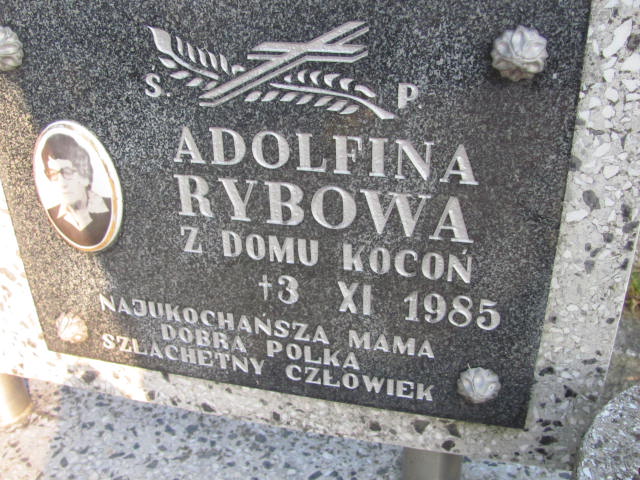 S. P.
ADOLFINA
RYBOWA
Z DOMU KOCOŃ
†3 XI 1985
NAJUKOCHAŃSZA MAMA
DOBRA POLKA
SZLACHETNY CZŁOWIEK